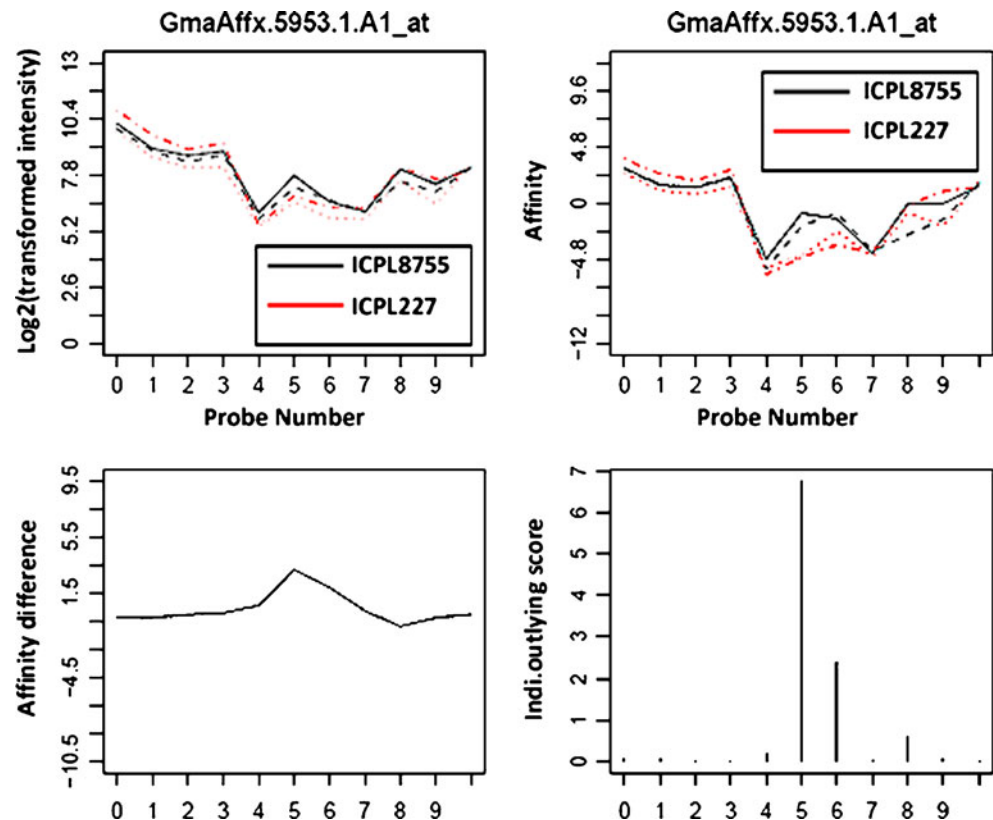 GmaAffx.5953.1.A1_at
Log2(transformed intensity)
13
10.4
7.8
5.2
2.6
0
ICPL8755
ICPL227
0 1 2 3 4 5 6 7 8 9
Probe Number
GmaAffx.5953.1.A1_at
Affinity
9.6
4.8
0
−4.8
−12
ICPL8755
ICPL227
0 1 2 3 4 5 6 7 8 9
Probe Number
Affinity difference
9.5
5.5
1.5
−4.5
−10.5
0 1 2 3 4 5 6 7 8 9
Indi.outlying score
7
6
5
4
3
2
1
0
0 1 2 3 4 5 6 7 8 9